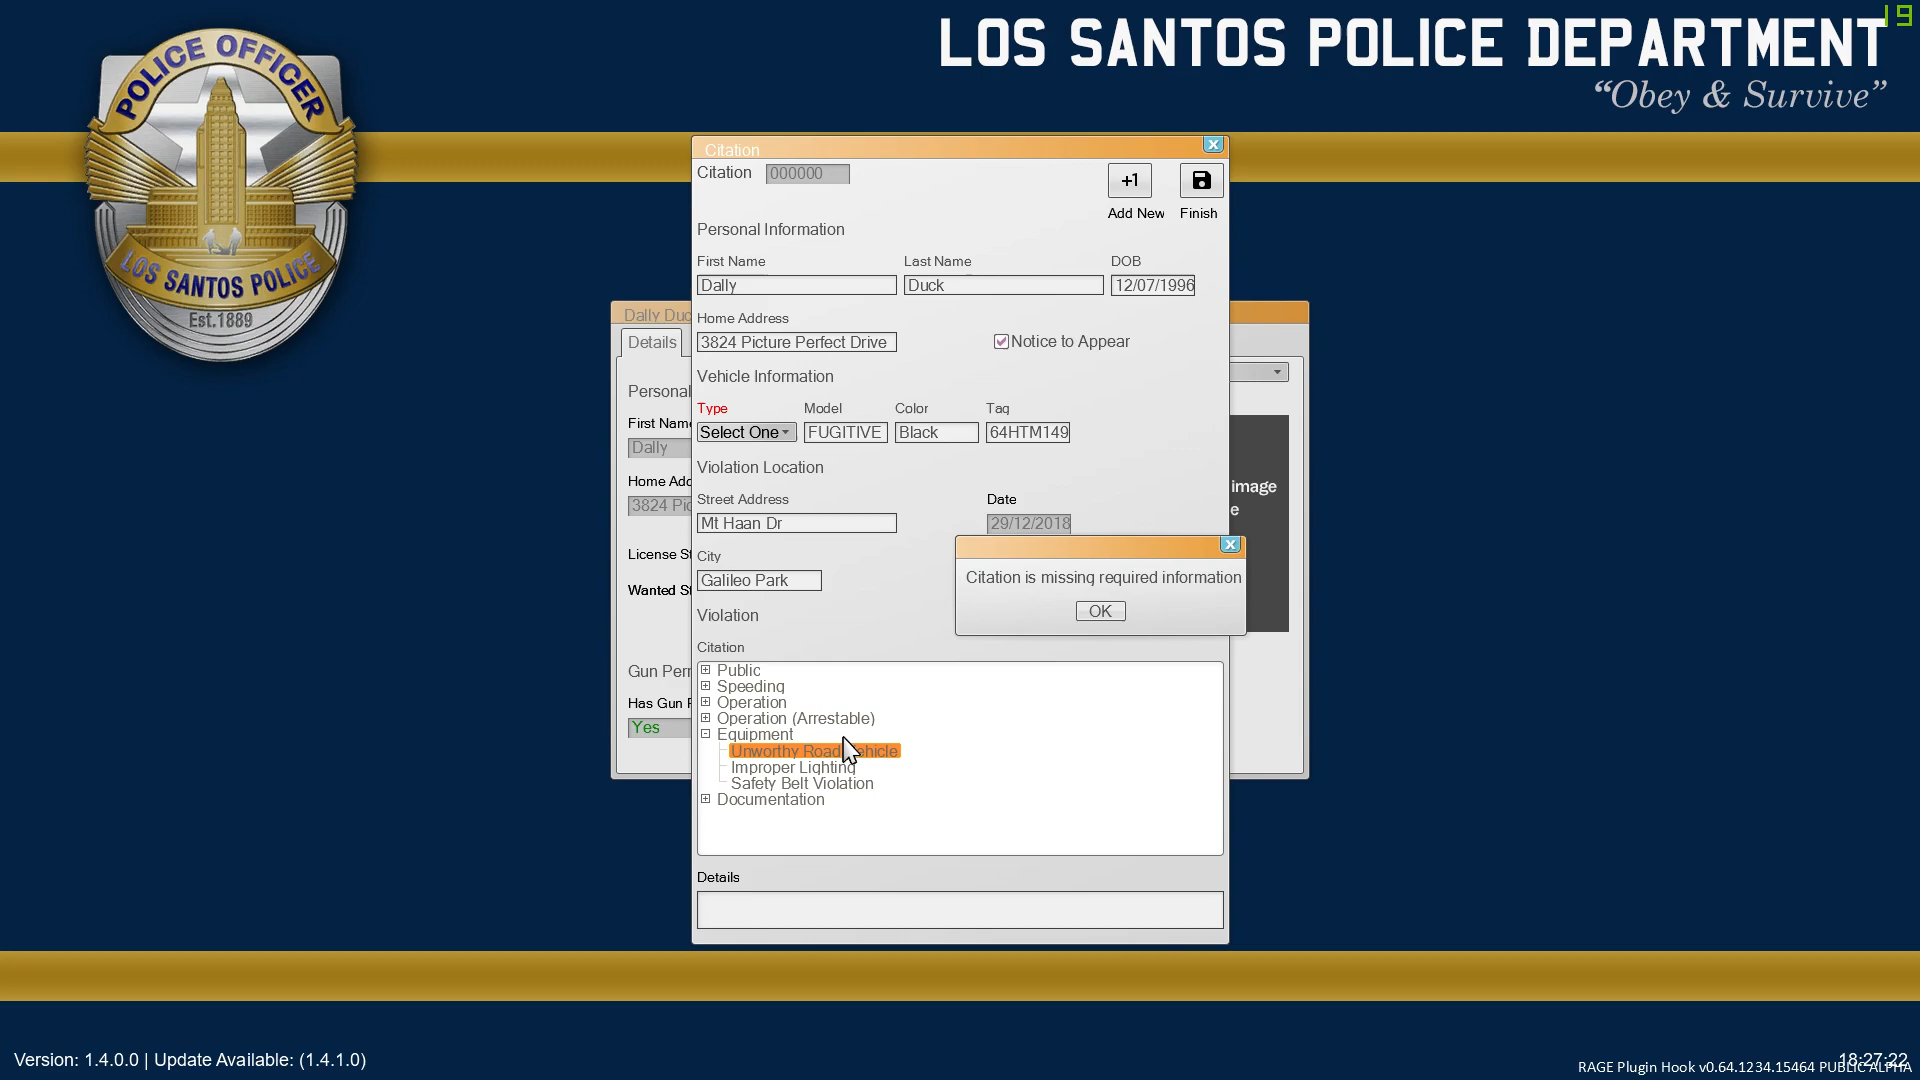 LOS SANTOS POLICE DEPARTMENT
19
“Obey & Survive”
POLICE OFFICER
LOS SANTOS POLICE
Est.1889
Citation
Citation 000000
+1
Add New Finish
Personal Information
First Name Last Name DOB
Dally Duck 12/07/1996
Home Address
3824 Picture Perfect Drive Notice to Appear
Vehicle Information
Type Model Color Tag
Select One FUGITIVE Black 64HTM149
Violation Location
Street Address Date
Mt Haan Dr 29/12/2018
City
Galileo Park
Citation is missing required information
OK
Violation
Citation
Public
Speeding
Operation
Operation (Arrestable)
Equipment
Unworthy Road
Improper Lighting
Safety Belt Violation
Documentation
Details
Dally
Details
Personal
First Name
Dally
Home
3824
License
Wanted
Gun
Has Gun
Yes
image
Version: 1.4.0.0 | Update Available: (1.4.1.0)
18:27:22
RAGE Plugin Hook v0.64.1234.15464 PUBLIC ALPHA